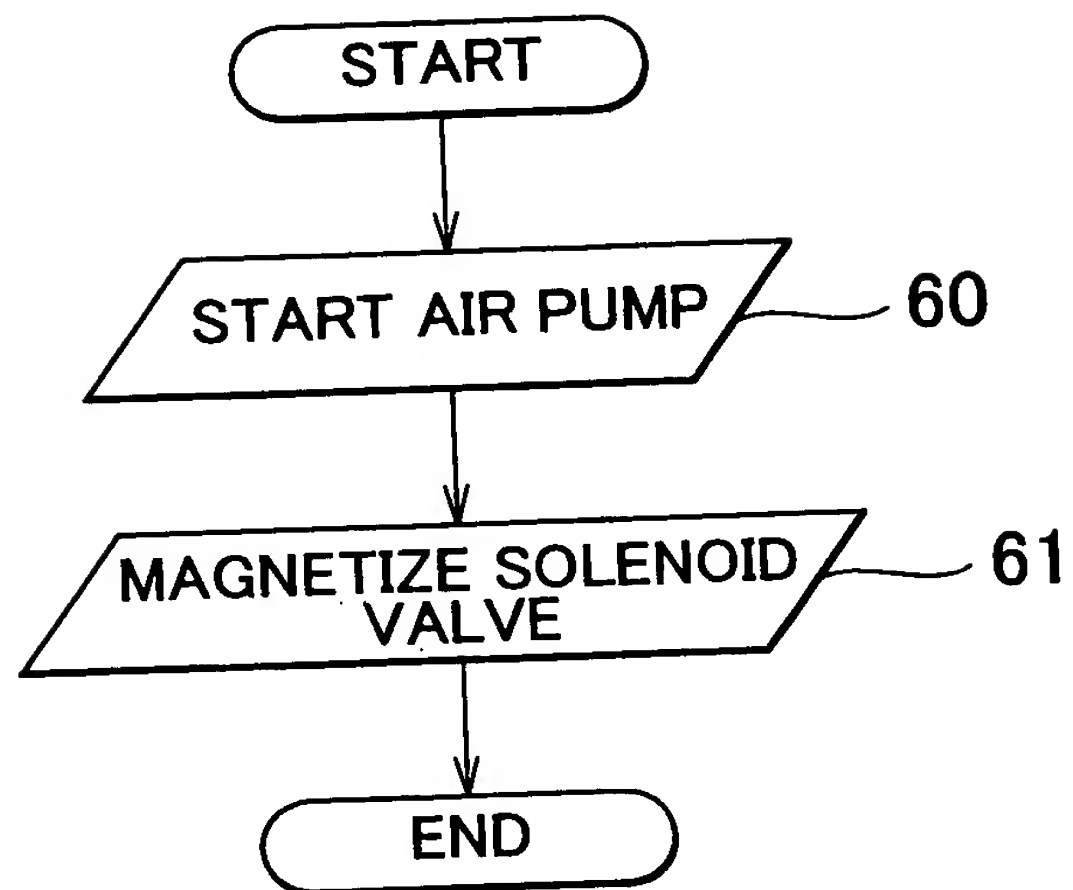 START
START AIR PUMP
60
MAGNETIZE SOLENOID
VALVE
61
END